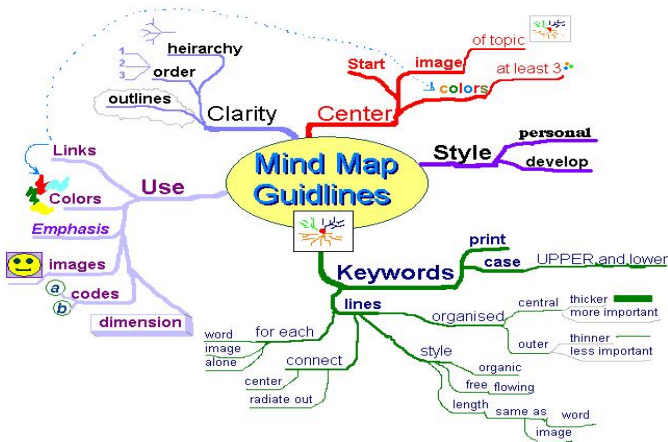 Mind Map
Guidlines
Center
Start
image
of topic
colors
at least 3
Style
personal
develop
Keywords
print
case
UPPER and lower
lines
organised
central
thicker
more important
outer
thinner
less important
style
organic
free flowing
length
same as
word
image
connect
center
radiate out
for each
word
image
alone
Use
Links
Colors
Emphasis
images
codes
a
b
dimension
Clarity
heirarchy
order
1
2
3
outlines